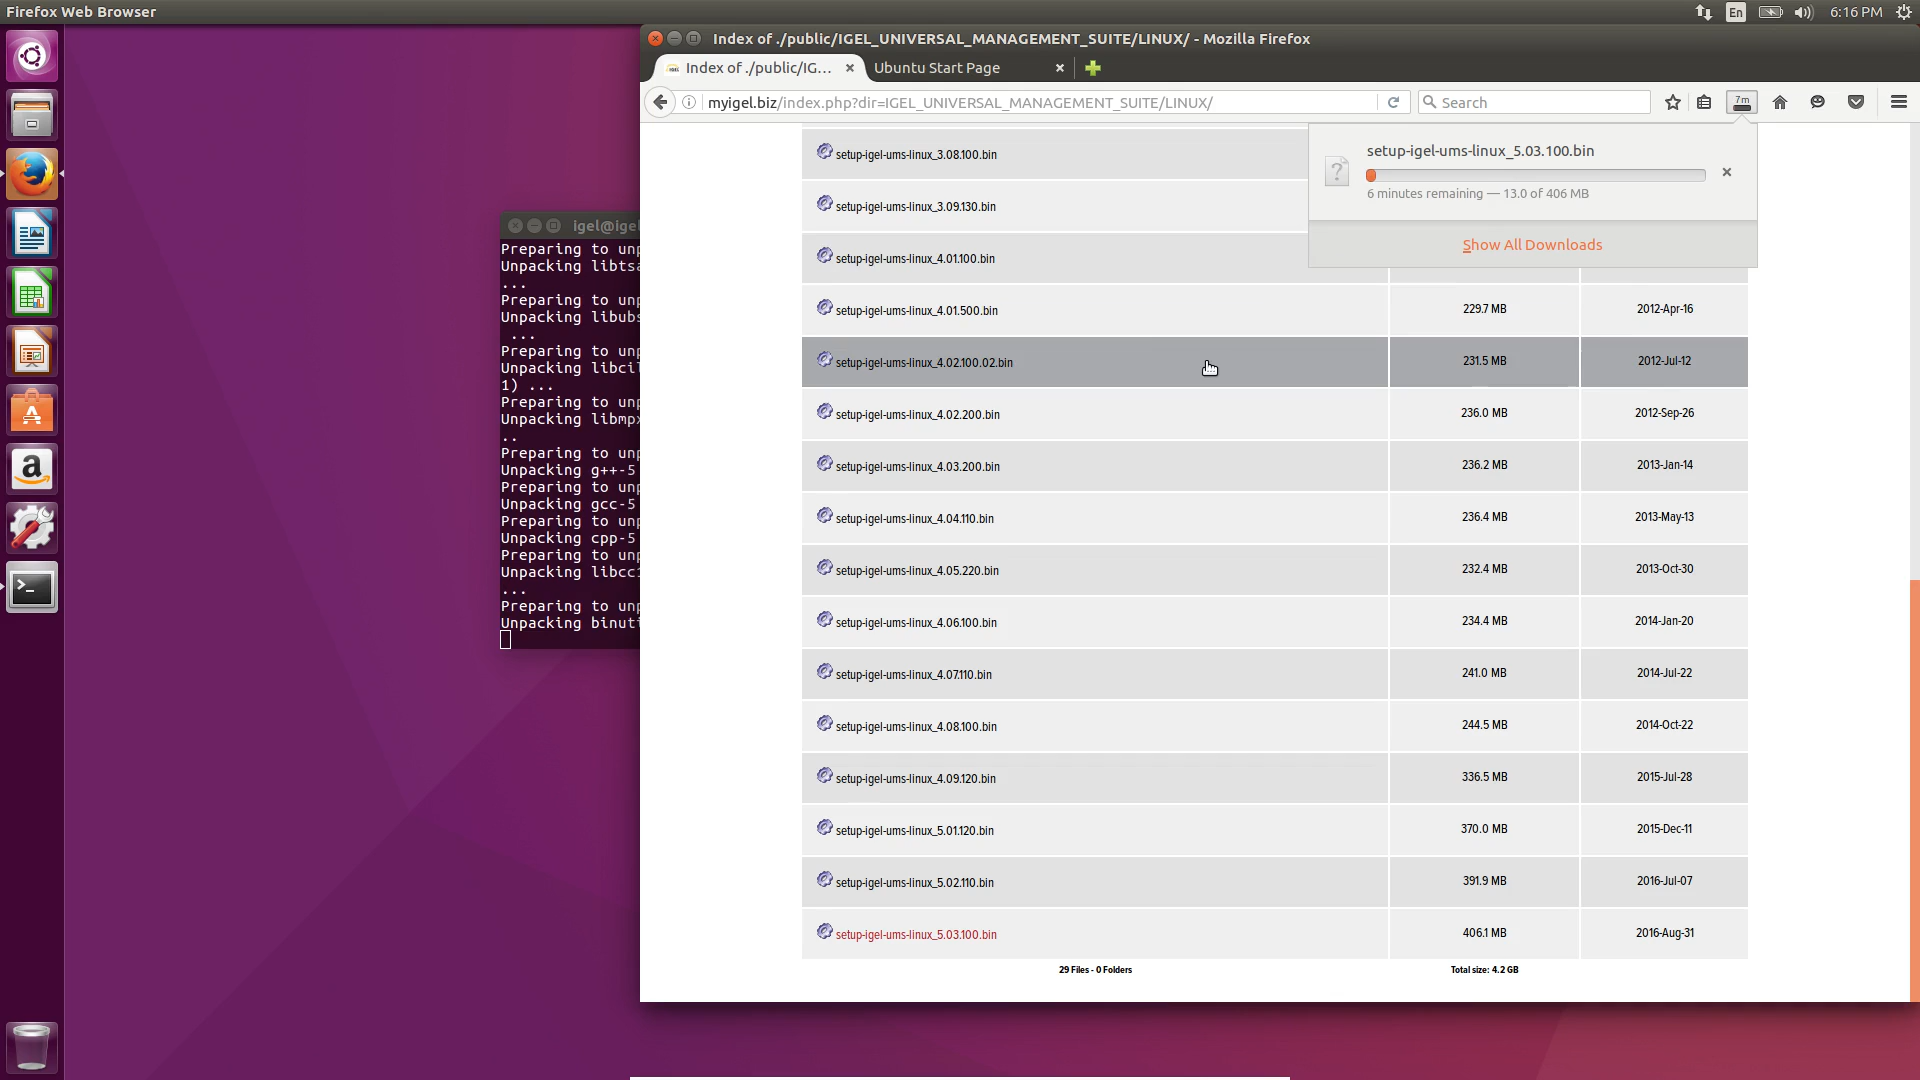 Firefox Web Browser
En
6:16 PM
Index of ./public/IGEL_UNIVERSAL_MANAGEMENT_SUITE/LINUX/ - Mozilla Firefox
Index of ./public/IG...
Ubuntu Start Page
myigel.biz/index.php?dir=IGEL_UNIVERSAL_MANAGEMENT_SUITE/LINUX/
Search
7m
setup-igel-ums-linux_5.03.100.bin
6 minutes remaining — 13.0 of 406 MB
Show All Downloads
igel@igel
Preparing to unp
Unpacking libtsa
...
Preparing to unp
Unpacking libubs
...
Preparing to unp
Unpacking libcil
1) ...
Preparing to unp
Unpacking libmpx
..
Preparing to unp
Unpacking g++-5
Preparing to unp
Unpacking gcc-5
Preparing to unp
Unpacking cpp-5
Preparing to unp
Unpacking libcc1
...
Preparing to unp
Unpacking binuti
setup-igel-ums-linux_3.08.100.bin
setup-igel-ums-linux_3.09.130.bin
setup-igel-ums-linux_4.01.100.bin
setup-igel-ums-linux_4.01.500.bin 229.7 MB 2012-Apr-16
setup-igel-ums-linux_4.02.100.02.bin 231.5 MB 2012-Jul-12
setup-igel-ums-linux_4.02.200.bin 236.0 MB 2012-Sep-26
setup-igel-ums-linux_4.03.200.bin 236.2 MB 2013-Jan-14
setup-igel-ums-linux_4.04.110.bin 236.4 MB 2013-May-13
setup-igel-ums-linux_4.05.220.bin 232.4 MB 2013-Oct-30
setup-igel-ums-linux_4.06.100.bin 234.4 MB 2014-Jan-20
setup-igel-ums-linux_4.07.110.bin 241.0 MB 2014-Jul-22
setup-igel-ums-linux_4.08.100.bin 244.5 MB 2014-Oct-22
setup-igel-ums-linux_4.09.120.bin 336.5 MB 2015-Jul-28
setup-igel-ums-linux_5.01.120.bin 370.0 MB 2015-Dec-11
setup-igel-ums-linux_5.02.110.bin 391.9 MB 2016-Jul-07
setup-igel-ums-linux_5.03.100.bin 406.1 MB 2016-Aug-31
29 Files - 0 Folders Total size: 4.2 GB